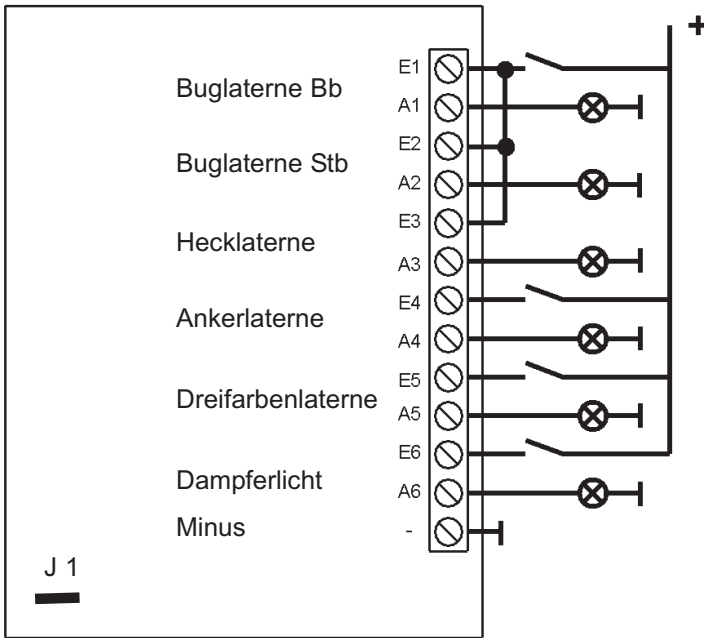 +
E1
Buglaterne Bb
A1
E2
Buglaterne Stb
A2
E3
Hecklaterne
A3
E4
Ankerlaterne
A4
E5
Dreifarbenlaterne
A5
E6
Dampferlicht
A6
Minus -
J 1